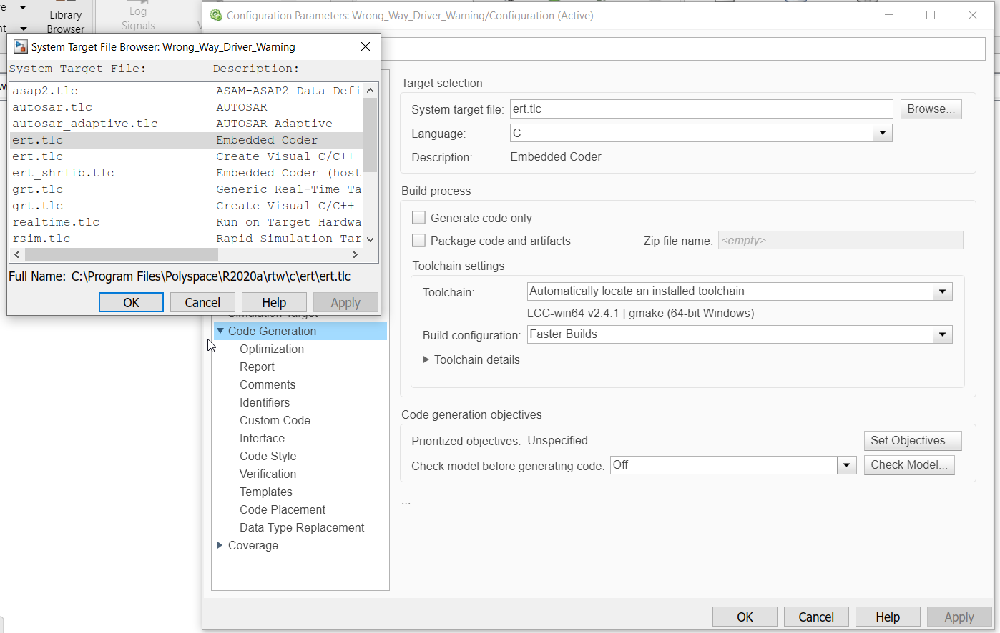 Library
Browser
Log
Signals
Configuration Parameters: Wrong_Way_Driver_Warning/Configuration (Active)
System Target File Browser: Wrong_Way_Driver_Warning
System Target File: Description:
asap2.tlc ASAM-ASAP2 Data Defi
autosar.tlc AUTOSAR
autosar_adaptive.tlc AUTOSAR Adaptive
ert.tlc Embedded Coder
ert.tlc Create Visual C/C++
ert_shrlib.tlc Embedded Coder (host
grt.tlc Generic Real-Time Ta
grt.tlc Create Visual C/C++
realtime.tlc Run on Target Hardwa
rsim.tlc Rapid Simulation Tar
Full Name: C:\Program Files\Polyspace\R2020a\rtw\c\ert\ert.tlc
OK Cancel Help Apply
Simulation Target
Code Generation
Optimization
Report
Comments
Identifiers
Custom Code
Interface
Code Style
Verification
Templates
Code Placement
Data Type Replacement
Coverage
Target selection
System target file: ert.tlc Browse...
Language: C
Description: Embedded Coder
Build process
Generate code only
Package code and artifacts Zip file name: <empty>
Toolchain settings
Toolchain: Automatically locate an installed toolchain
LCC-win64 v2.4.1 | gmake (64-bit Windows)
Build configuration: Faster Builds
Toolchain details
Code generation objectives
Prioritized objectives: Unspecified Set Objectives...
Check model before generating code: Off Check Model...
...
OK Cancel Help Apply